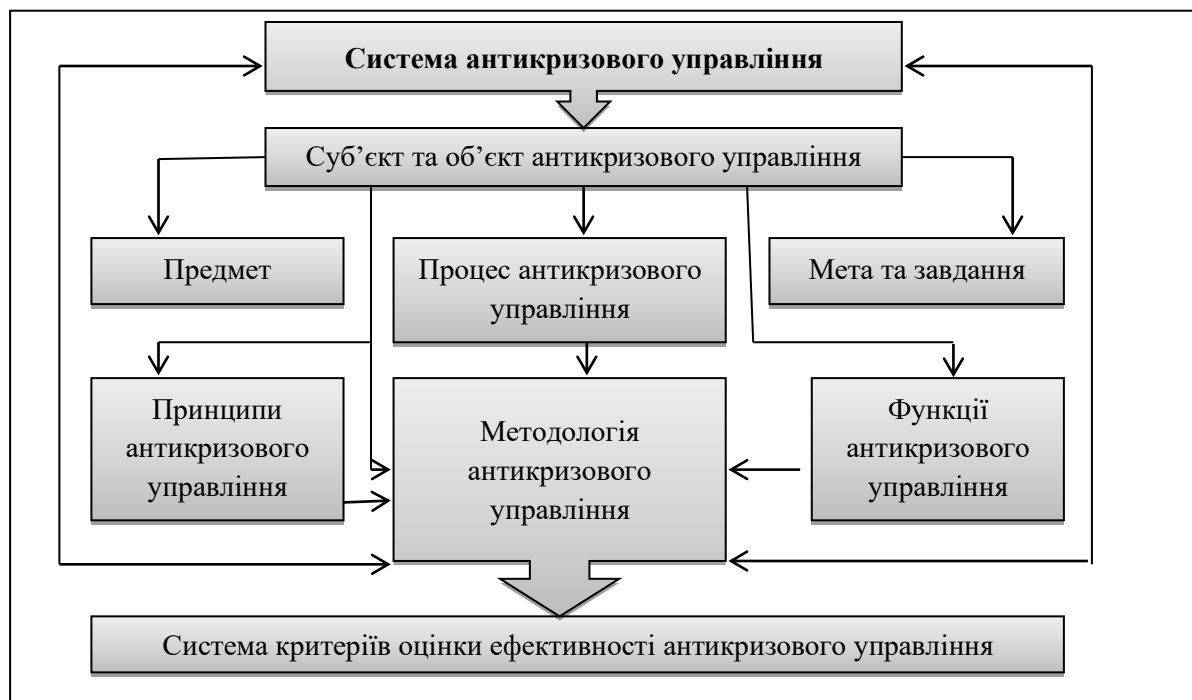 Система антикризового управління
Суб’єкт та об’єкт антикризового управління
Предмет
Процес антикризового
управління
Мета та завдання
Принципи
антикризового
управління
Методологія
антикризового
управління
Функції
антикризового
управління
Система критеріїв оцінки ефективності антикризового управління